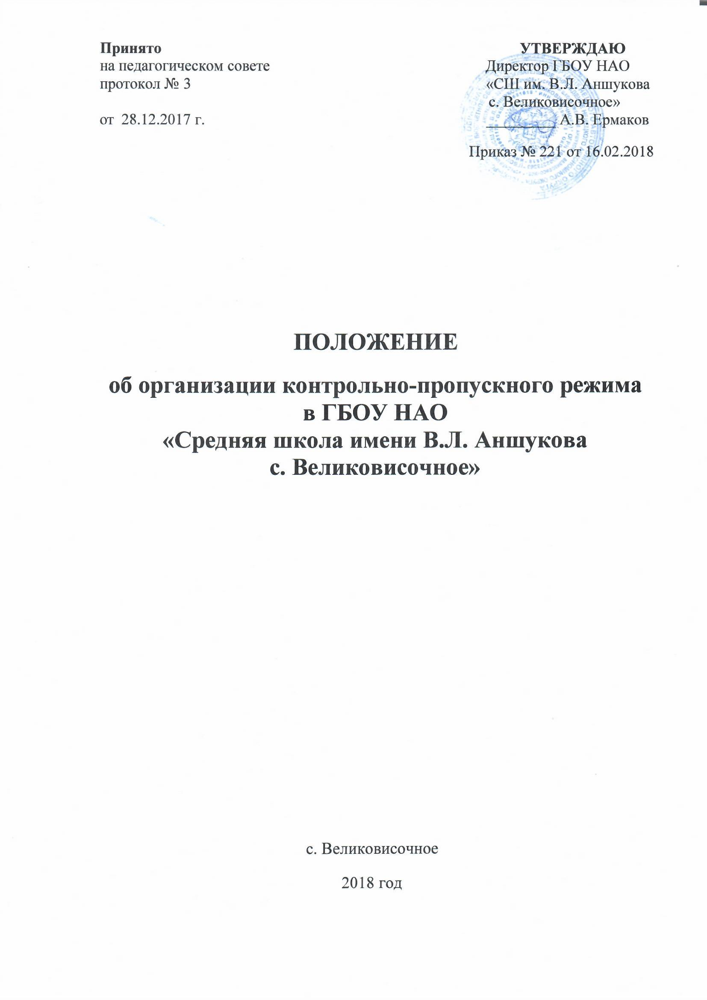 Принято
на педагогическом совете
протокол № 3
от 28.12.2017 г.
УТВЕРЖДАЮ
Директор ГБОУ НАО
«СШ им. В.Л. Аншукова
с. Великовисочное»
____________ А.В. Ермаков
Приказ № 221 от 16.02.2018
ПОЛОЖЕНИЕ
об организации контрольно-пропускного режима
в ГБОУ НАО
«Средняя школа имени В.Л. Аншукова
с. Великовисочное»
с. Великовисочное
2018 год